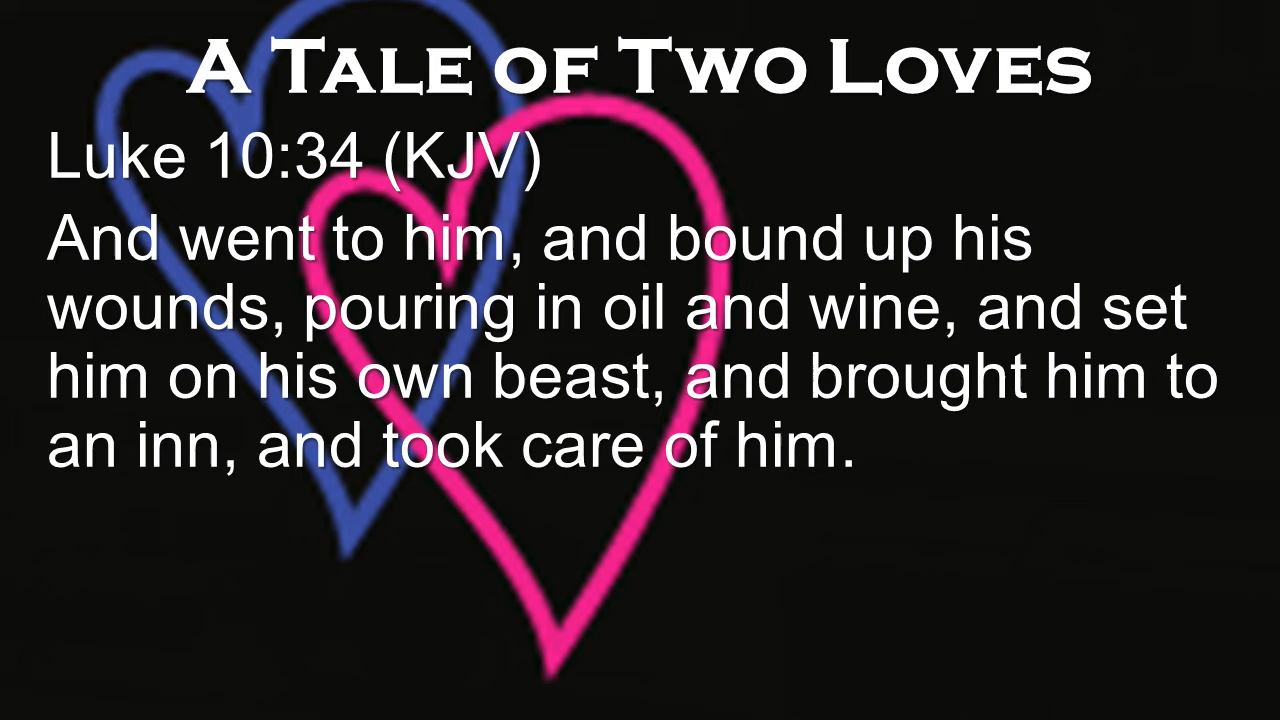 A Tale of Two Loves
Luke 10:34 (KJV)
And went to him, and bound up his
wounds, pouring in oil and wine, and set
him on his own beast, and brought him to
an inn, and took care of him.